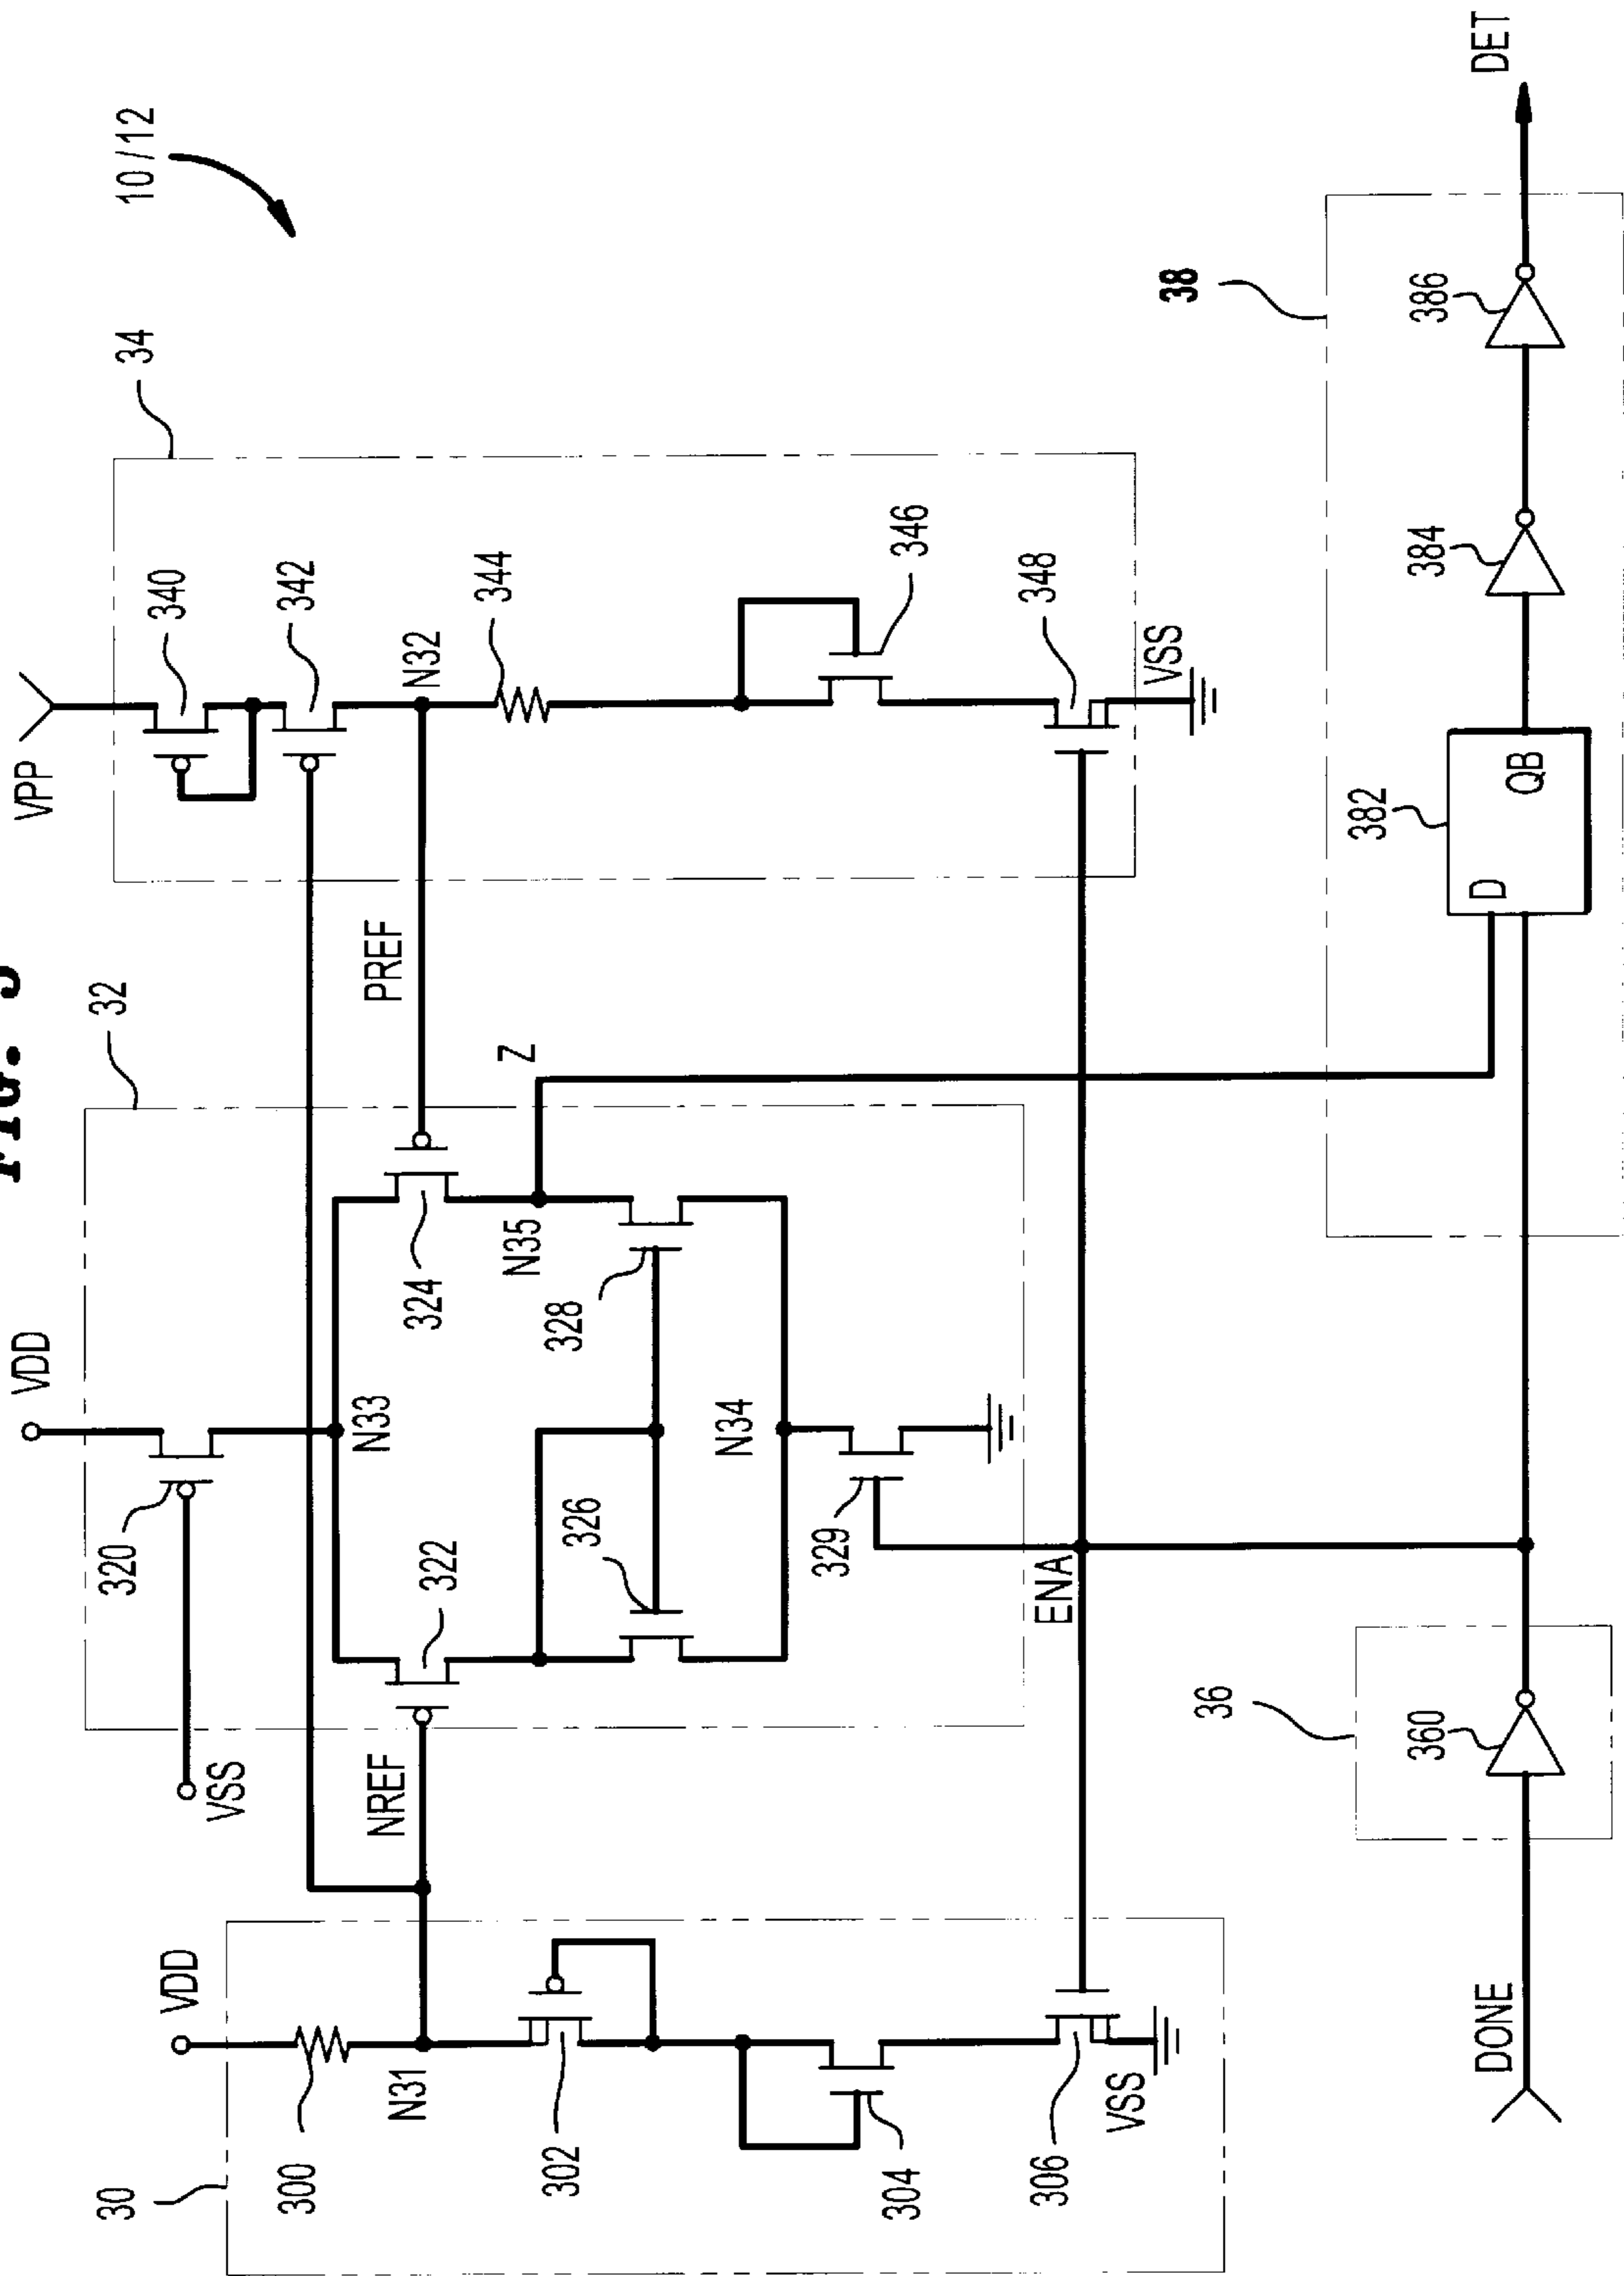 FIG.
10/12
VPP
VDD
34
32
340
320
VDD
342
VSS
N33
N32
PREF
NREF
322
324
344
30
300
N31
Z
N35
302
326
328
346
N34
304
329
348
306
ENA
VSS
VSS
38
36
382
DONE
360
D
QB
384
386
DET